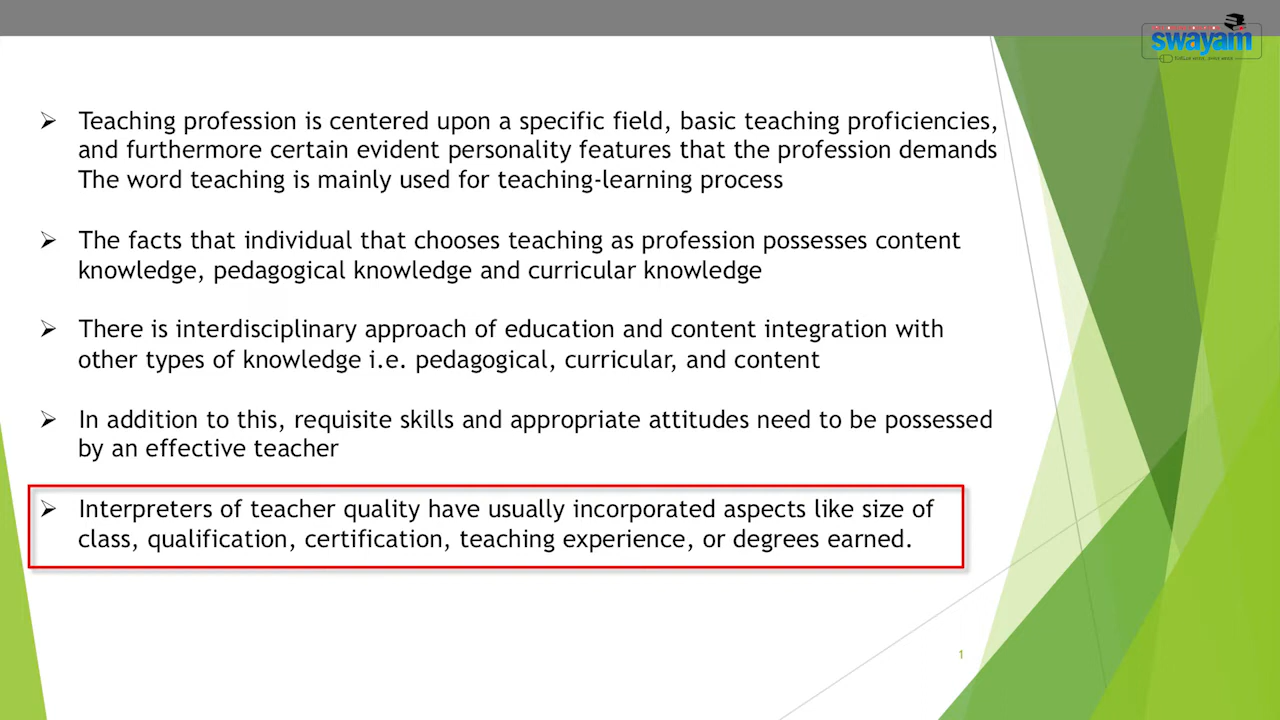 swayam
➢ Teaching profession is centered upon a specific field, basic teaching proficiencies,
and furthermore certain evident personality features that the profession demands
The word teaching is mainly used for teaching-learning process
➢ The facts that individual that chooses teaching as profession possesses content
knowledge, pedagogical knowledge and curricular knowledge
➢ There is interdisciplinary approach of education and content integration with
other types of knowledge i.e. pedagogical, curricular, and content
➢ In addition to this, requisite skills and appropriate attitudes need to be possessed
by an effective teacher
➢ Interpreters of teacher quality have usually incorporated aspects like size of
class, qualification, certification, teaching experience, or degrees earned.
1